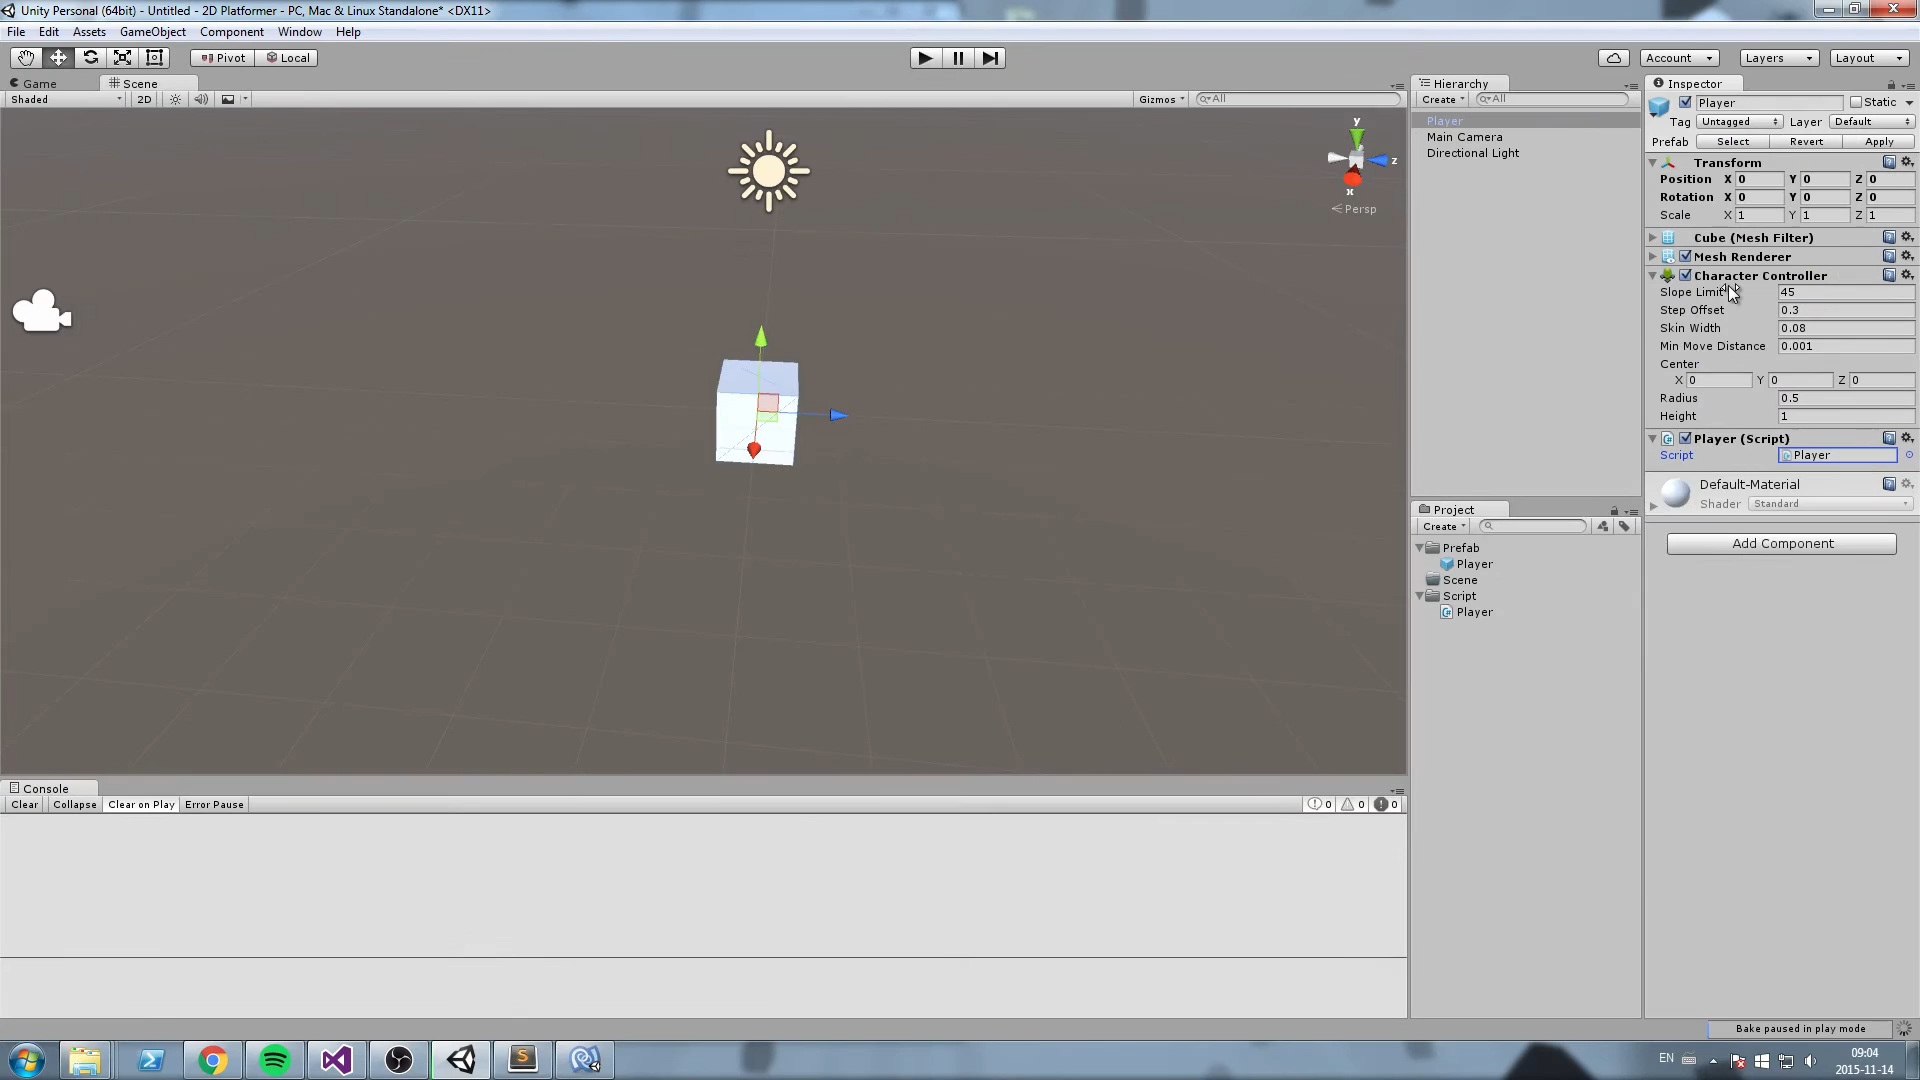 Unity Personal (64bit) - Untitled - 2D Platformer - PC, Mac & Linux Standalone* <DX11>
File Edit Assets GameObject Component Window Help
Pivot Local Account Layers Layout
Game Scene
Shaded 2D Gizmos All
y
z
x
Persp
Hierarchy
Create All
Player
Main Camera
Directional Light
Project
Create
Prefab
Player
Scene
Script
Player
Inspector
Player Static
Tag Untagged Layer Default
Prefab Select Revert Apply
Transform
Position X 0 Y 0 Z 0
Rotation X 0 Y 0 Z 0
Scale X 1 Y 1 Z 1
Cube (Mesh Filter)
Mesh Renderer
Character Controller
Slope Limit 45
Step Offset 0.3
Skin Width 0.08
Min Move Distance 0.001
Center
X 0 Y 0 Z 0
Radius 0.5
Height 1
Player (Script)
Script Player
Default-Material
Shader Standard
Add Component
Console
Clear Collapse Clear on Play Error Pause 0 0 0
Bake paused in play mode
EN 09:04
2015-11-14